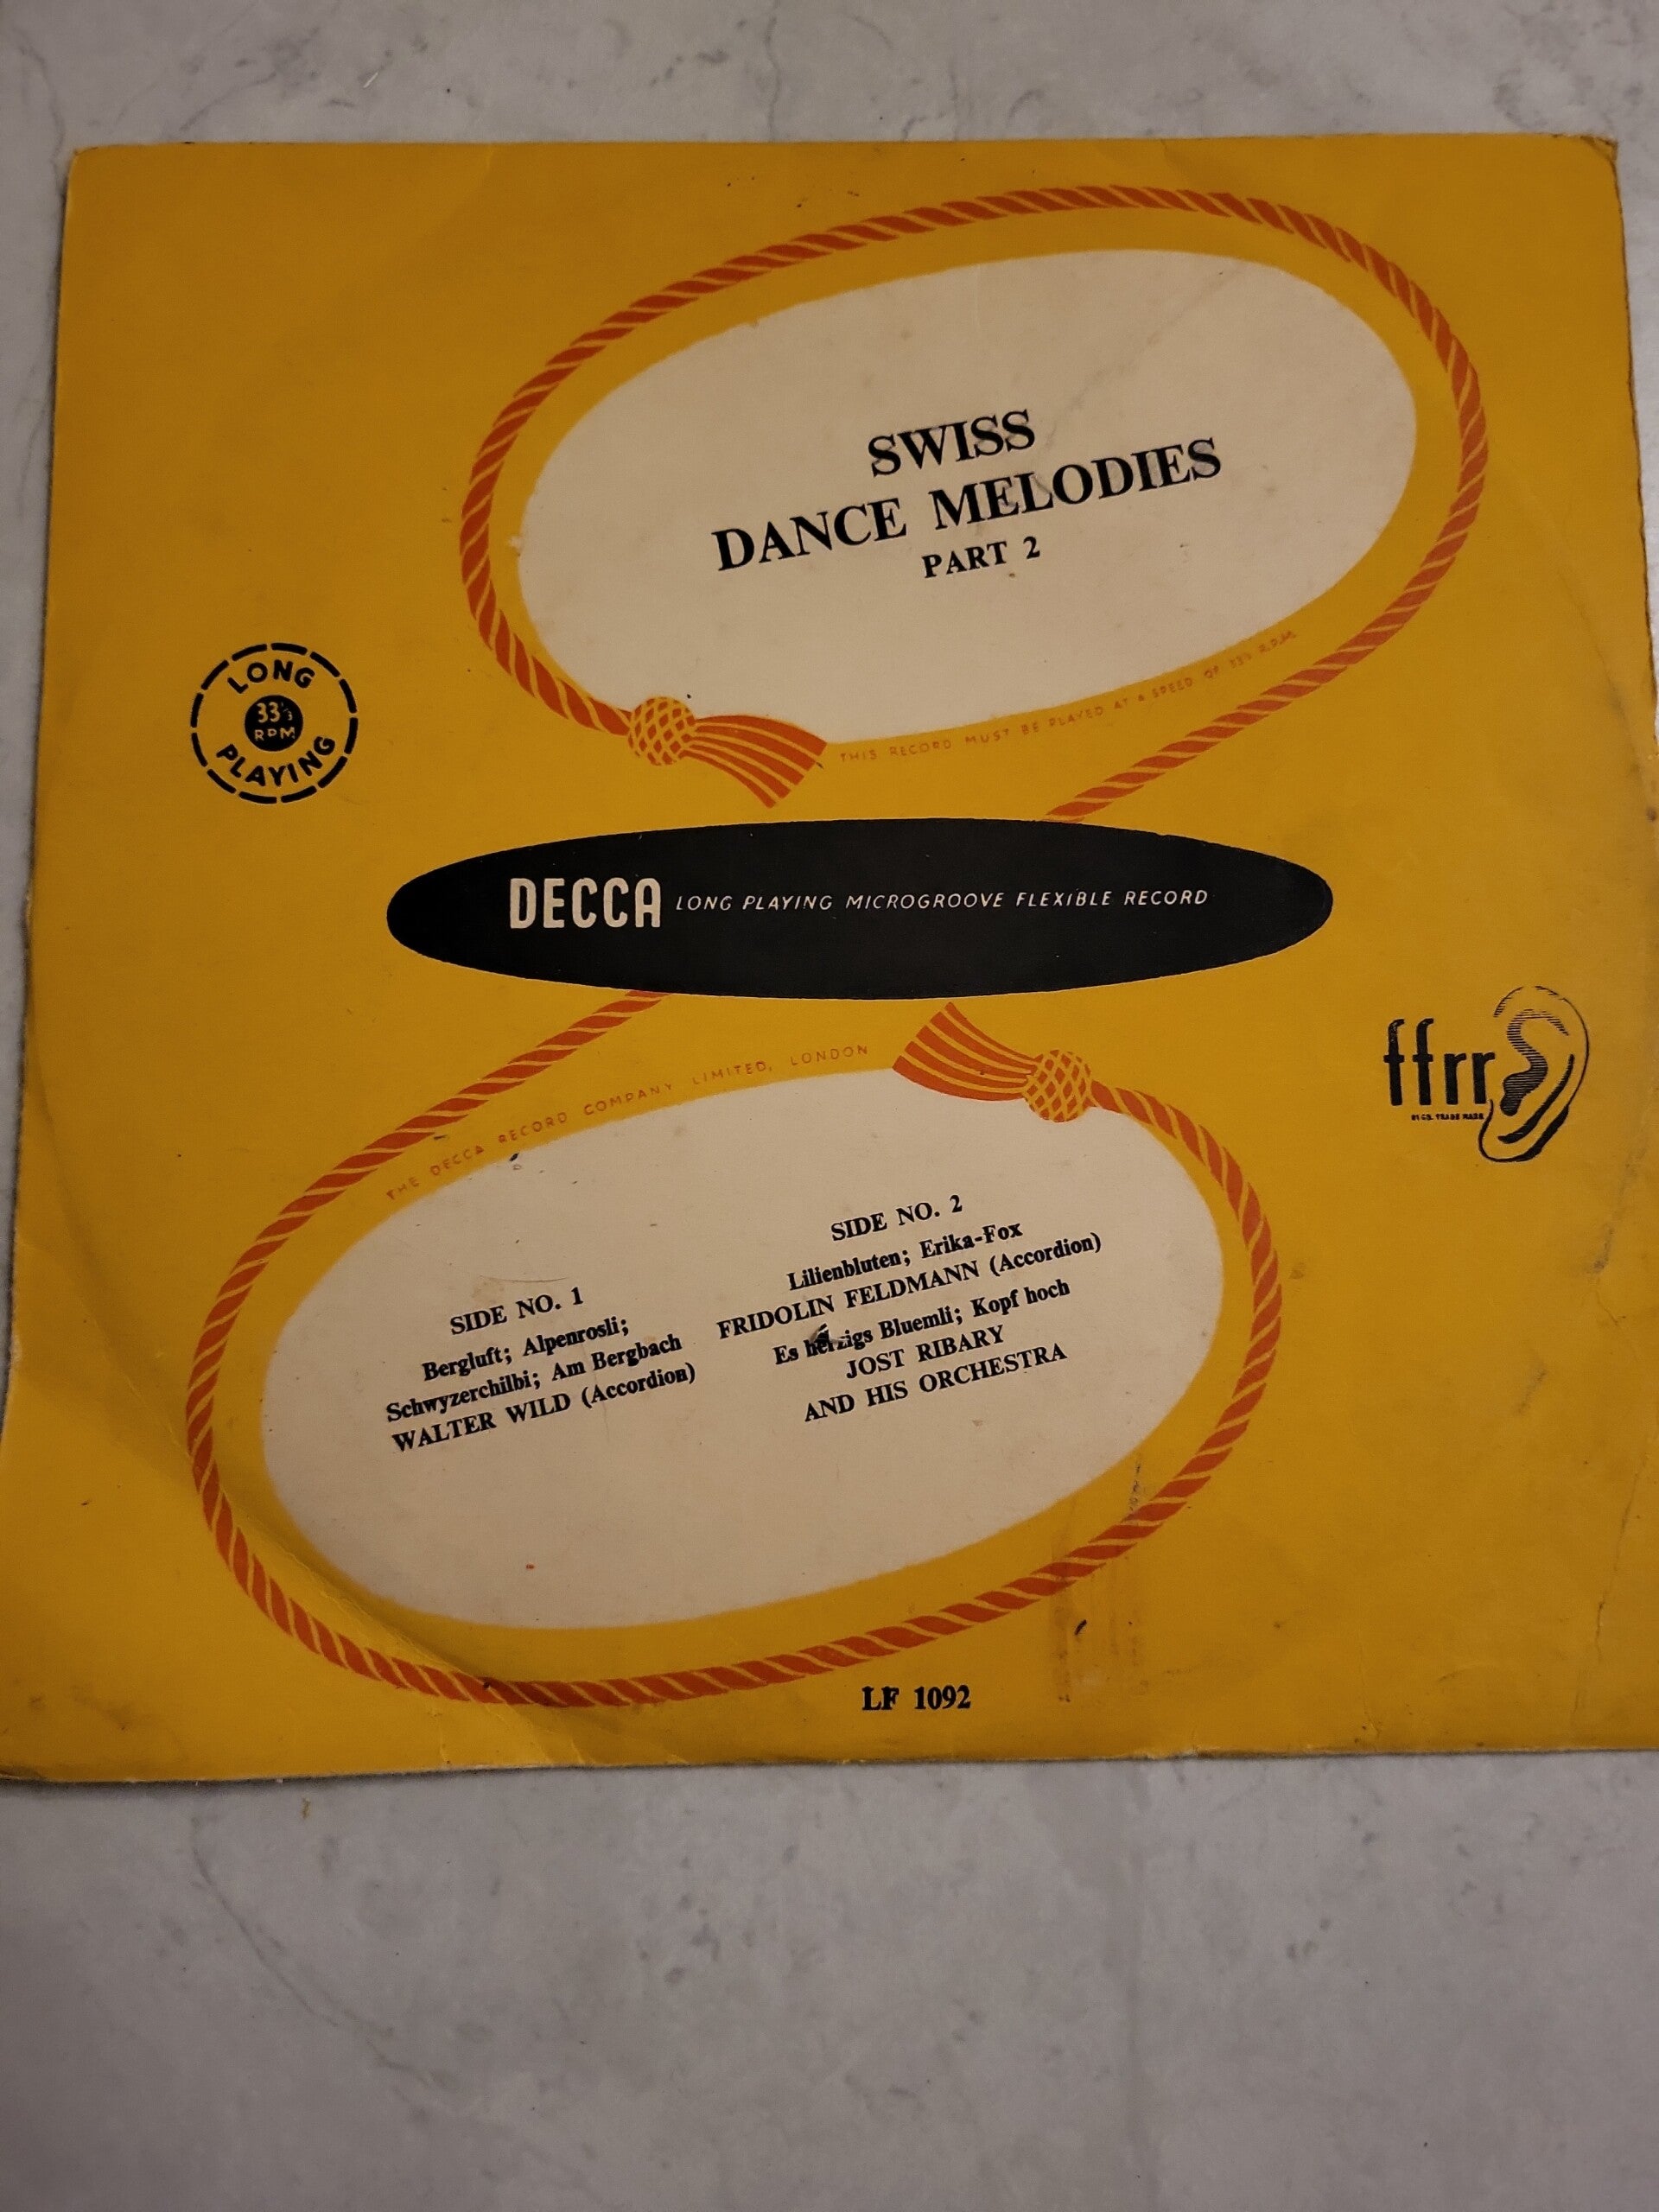 SWISS
DANCE MELODIES
PART 2
LONG
33⅓
RPM
PLAYING
THIS RECORD MUST BE PLAYED AT A SPEED OF 33⅓ R.P.M.
DECCA LONG PLAYING MICROGROOVE FLEXIBLE RECORD
ffrr
REGD. TRADE MARK
THE DECCA RECORD COMPANY LIMITED, LONDON
SIDE NO. 1
Bergluft; Alpenrosli;
Schwyzerchilbi; Am Bergbach
WALTER WILD (Accordion)
SIDE NO. 2
Lilienbluten; Erika-Fox
FRIDOLIN FELDMANN (Accordion)
Es herzigs Bluemli; Kopf hoch
JOST RIBARY
AND HIS ORCHESTRA
LF 1092